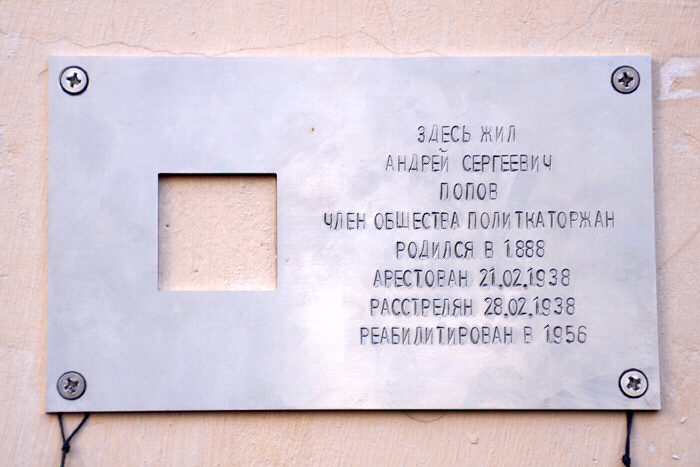 ЗДЕСЬ ЖИЛ
АНДРЕЙ СЕРГЕЕВИЧ
ПОПОВ
ЧЛЕН ОБЩЕСТВА ПОЛИТКАТОРЖАН
РОДИЛСЯ В 1888
АРЕСТОВАН 21.02.1938
РАССТРЕЛЯН 28.02.1938
РЕАБИЛИТИРОВАН В 1956